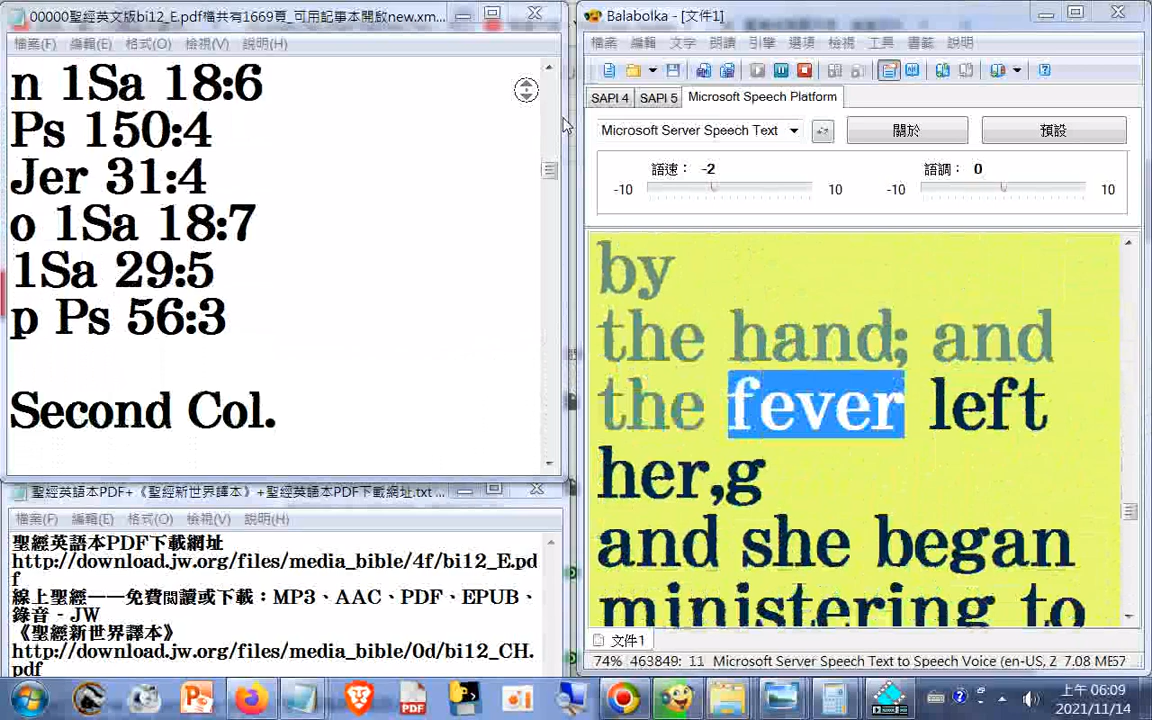 00000聖經英文版bi12_E.pdf檔共有1669頁_可用記事本開啟new.xm...
檔案(F) 編輯(E) 格式(O) 檢視(V) 說明(H)
n 1Sa 18:6
Ps 150:4
Jer 31:4
o 1Sa 18:7
1Sa 29:5
p Ps 56:3
Second Col.
聖經英語本PDF+《聖經新世界譯本》+聖經英語本PDF下載網址.txt ...
檔案(F) 編輯(E) 格式(O) 檢視(V) 說明(H)
聖經英語本PDF下載網址
http://download.jw.org/files/media_bible/4f/bi12_E.pd
f
線上聖經──免費閱讀或下載：MP3、AAC、PDF、EPUB、
錄音 - JW
《聖經新世界譯本》
http://download.jw.org/files/media_bible/0d/bi12_CH.
pdf
Balabolka - [文件1]
檔案 編輯 文字 朗讀 引擎 選項 檢視 工具 書籤 說明
SAPI 4 SAPI 5 Microsoft Speech Platform
Microsoft Server Speech Text 關於 預設
語速： -2 語調： 0
-10 10 -10 10
by
the hand; and
the fever left
her,g
and she began
ministering to
文件1
74% 463849: 11 Microsoft Server Speech Text to Speech Voice (en-US, Z 7.08 ME57
PDF
上午 06:09
2021/11/14